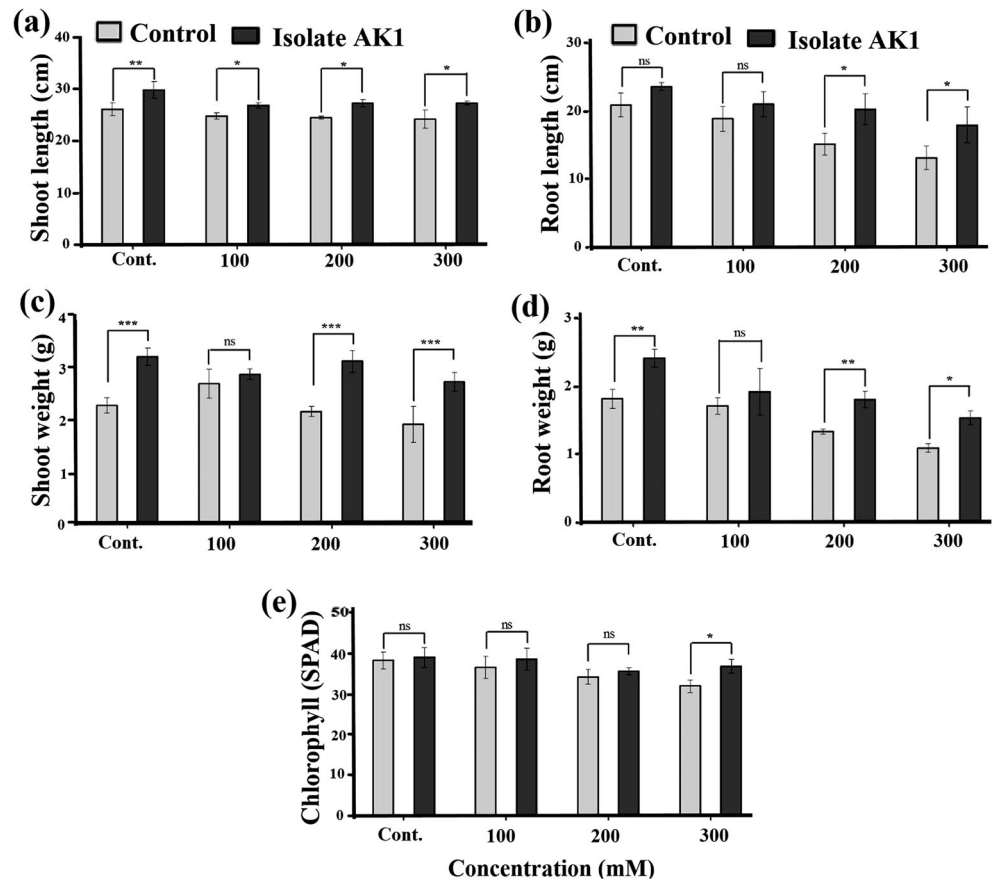 (a)
Control
Isolate AK1
Shoot length (cm)
40
30
20
10
0
**
*
*
*
Cont.
100
200
300
(b)
Control
Isolate AK1
Root length (cm)
30
20
10
0
ns
ns
*
*
Cont.
100
200
300
(c)
Shoot weight (g)
4
3
2
1
0
***
ns
***
***
Cont.
100
200
300
(d)
Root weight (g)
3
2
1
0
**
ns
**
*
Cont.
100
200
300
(e)
Chlorophyll (SPAD)
50
40
30
40
10
0
ns
ns
ns
*
Cont.
100
200
300
Concentration (mM)